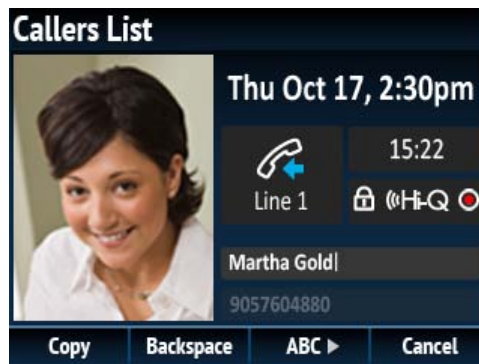 Callers List
Thu Oct 17, 2:30pm
15:22
Line 1
Hi-Q
Martha Gold
9057604880
Copy Backspace ABC Cancel